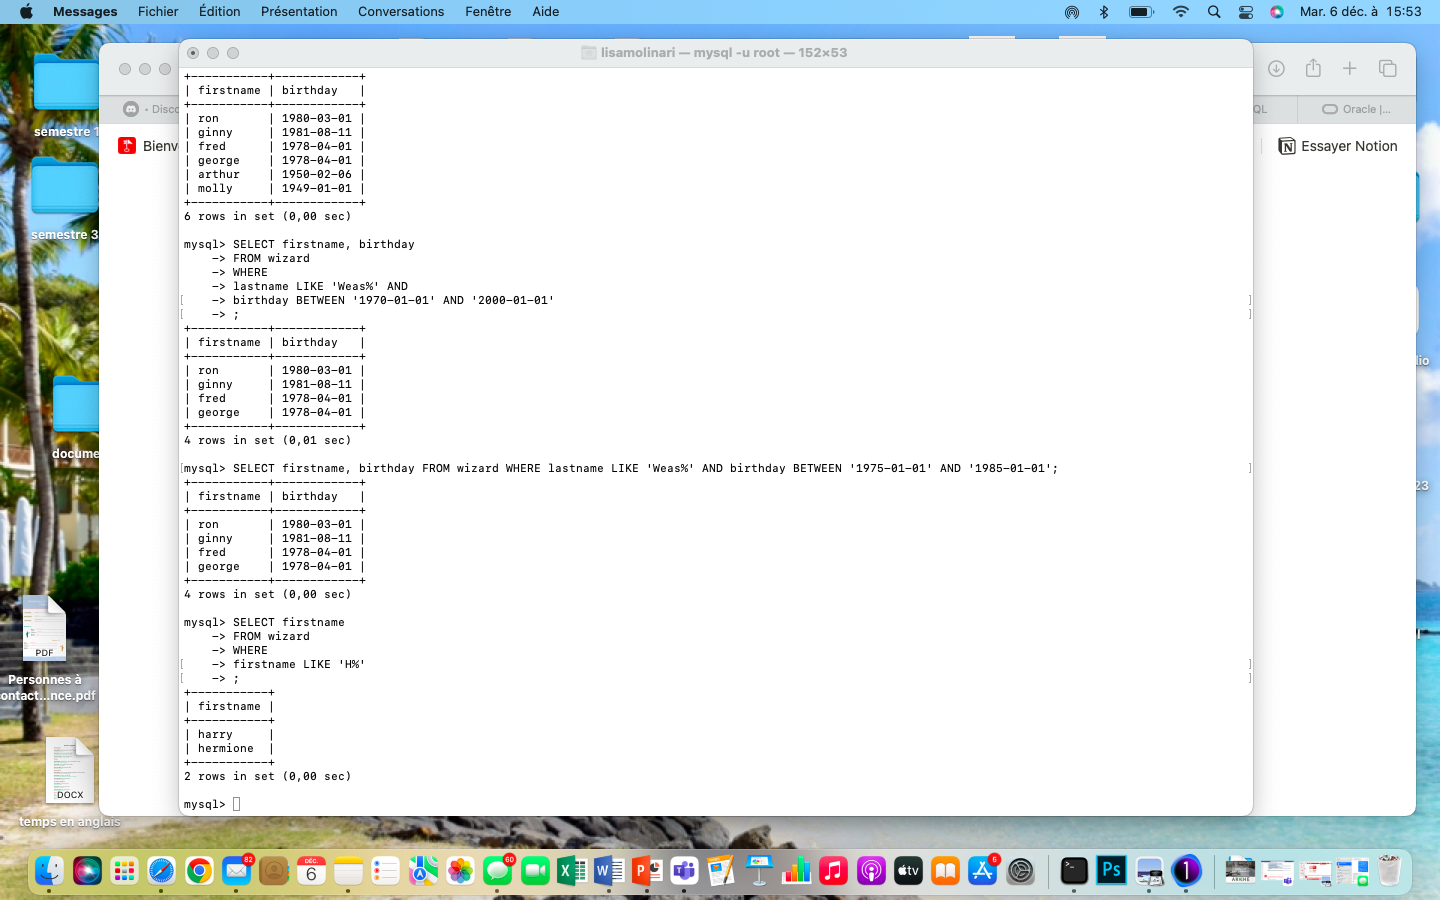 Messages Fichier Édition Présentation Conversations Fenêtre Aide Mar. 6 déc. à 15:53
lisamolinari — mysql -u root — 152×53
+-----------+------------+
| firstname | birthday   |
+-----------+------------+
| ron       | 1980-03-01 |
| ginny     | 1981-08-11 |
| fred      | 1978-04-01 |
| george    | 1978-04-01 |
| arthur    | 1950-02-06 |
| molly     | 1949-01-01 |
+-----------+------------+
6 rows in set (0,00 sec)
mysql> SELECT firstname, birthday
    -> FROM wizard
    -> WHERE
    -> lastname LIKE 'Weas%' AND
[    -> birthday BETWEEN '1970-01-01' AND '2000-01-01' ]
[    -> ; ]
+-----------+------------+
| firstname | birthday   |
+-----------+------------+
| ron       | 1980-03-01 |
| ginny     | 1981-08-11 |
| fred      | 1978-04-01 |
| george    | 1978-04-01 |
+-----------+------------+
4 rows in set (0,01 sec)
[mysql> SELECT firstname, birthday FROM wizard WHERE lastname LIKE 'Weas%' AND birthday BETWEEN '1975-01-01' AND '1985-01-01'; ]
+-----------+------------+
| firstname | birthday   |
+-----------+------------+
| ron       | 1980-03-01 |
| ginny     | 1981-08-11 |
| fred      | 1978-04-01 |
| george    | 1978-04-01 |
+-----------+------------+
4 rows in set (0,00 sec)
mysql> SELECT firstname
    -> FROM wizard
    -> WHERE
[    -> firstname LIKE 'H%' ]
[    -> ; ]
+-----------+
| firstname |
+-----------+
| harry     |
| hermione  |
+-----------+
2 rows in set (0,00 sec)
mysql>
• Disco
QL
Oracle |...
Bienv
Essayer Notion
semestre 1
semestre 3
docume
PDF
Personnes à
ontact...nce.pdf
DOCX
temps en anglais
dio
23
82
DÉC.
6
60
X
W
P
T
tv
5
>_
Ps
1
ARKHÉ